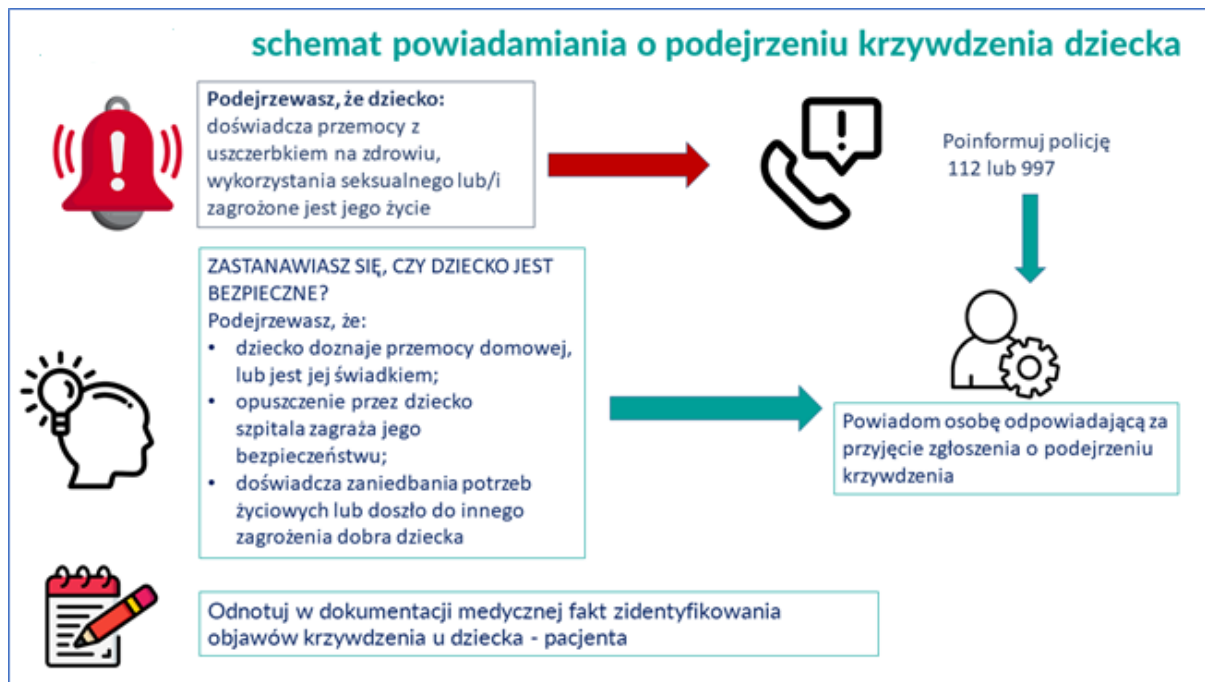 schemat powiadamiania o podejrzeniu krzywdzenia dziecka
Podejrzewasz, że dziecko:
doświadcza przemocy z
uszczerbkiem na zdrowiu,
wykorzystania seksualnego lub/i
zagrożone jest jego życie
Poinformuj policję
112 lub 997
ZASTANAWIASZ SIĘ, CZY DZIECKO JEST
BEZPIECZNE?
Podejrzewasz, że:
• dziecko doznaje przemocy domowej,
lub jest jej świadkiem;
• opuszczenie przez dziecko
szpitala zagraża jego
bezpieczeństwu;
• doświadcza zaniedbania potrzeb
życiowych lub doszło do innego
zagrożenia dobra dziecka
Powiadom osobę odpowiadającą za
przyjęcie zgłoszenia o podejrzeniu
krzywdzenia
Odnotuj w dokumentacji medycznej fakt zidentyfikowania
objawów krzywdzenia u dziecka - pacjenta